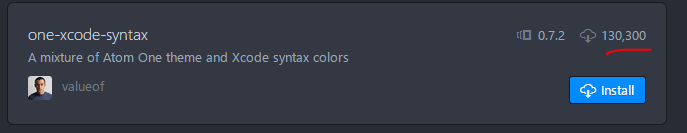 one-xcode-syntax 0.7.2 130,300
A mixture of Atom One theme and Xcode syntax colors
valueof Install